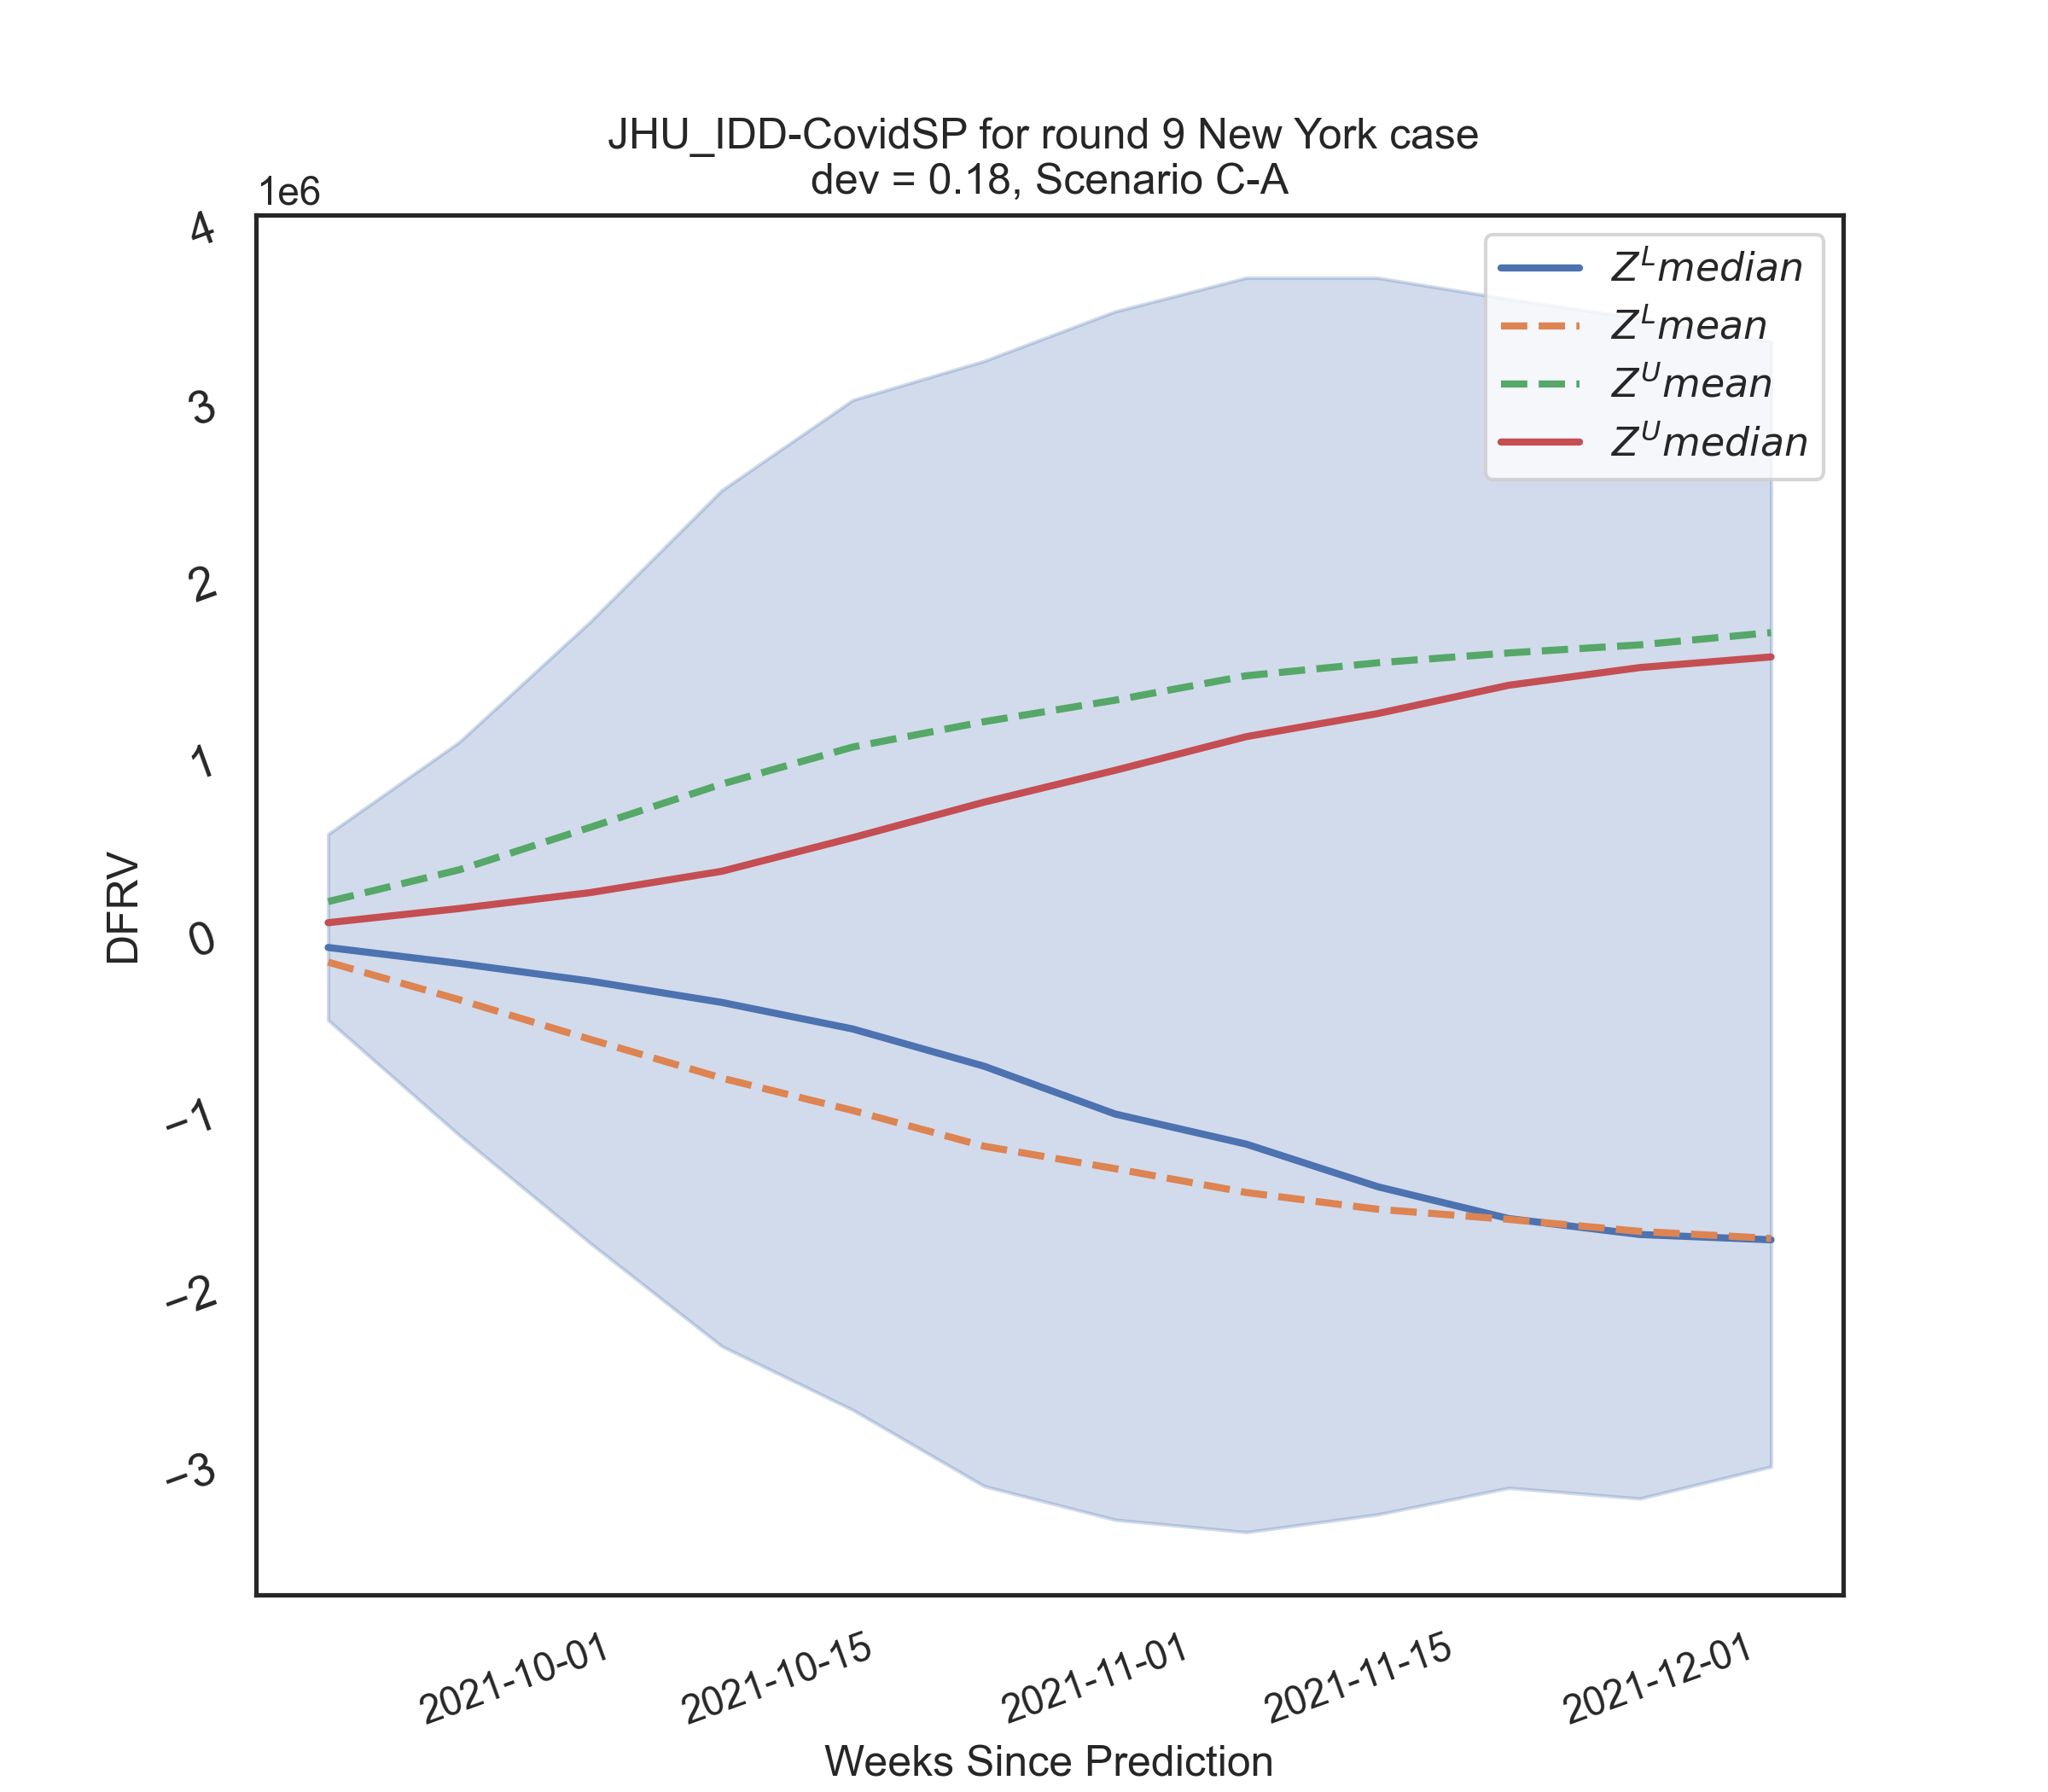 JHU_IDD-CovidSP for round 9 New York case
dev = 0.18, Scenario C-A
1e6
4
3
2
1
0
−1
−2
−3
DFRV
Z^L median
Z^L mean
Z^U mean
Z^U median
2021-10-01
2021-10-15
2021-11-01
2021-11-15
2021-12-01
Weeks Since Prediction